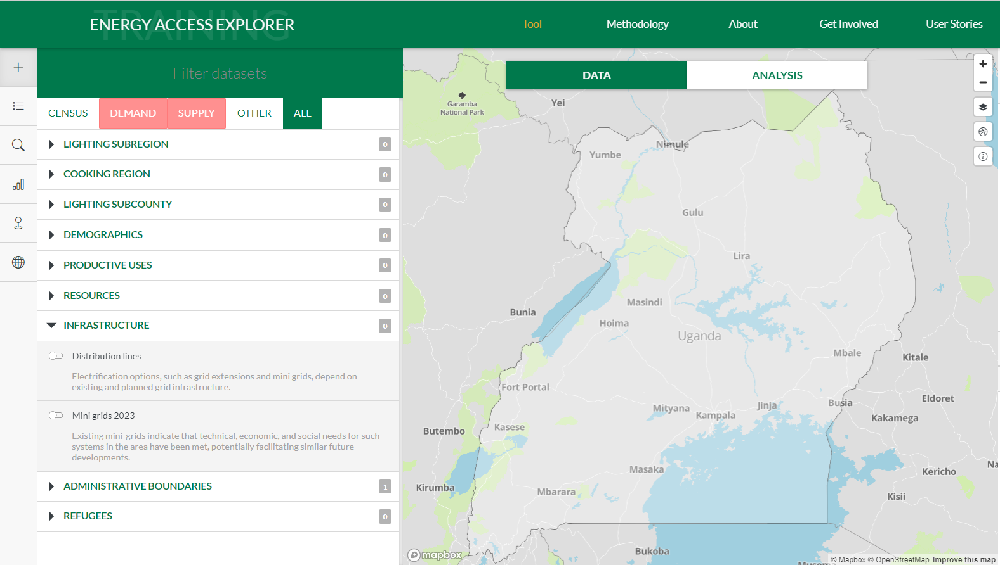 TRAINING
ENERGY ACCESS EXPLORER
Tool
Methodology
About
Get Involved
User Stories
Filter datasets
DATA
ANALYSIS
CENSUS
DEMAND
SUPPLY
OTHER
ALL
LIGHTING SUBREGION
0
COOKING REGION
0
LIGHTING SUBCOUNTY
0
DEMOGRAPHICS
0
PRODUCTIVE USES
0
RESOURCES
0
INFRASTRUCTURE
0
Distribution lines
Electrification options, such as grid extensions and mini grids, depend on
existing and planned grid infrastructure.
Mini grids 2023
Existing mini-grids indicate that technical, economic, and social needs for such
systems in the area have been met, potentially facilitating similar future
developments.
ADMINISTRATIVE BOUNDARIES
1
REFUGEES
0
Garamba
National Park
Yei
Nimule
Yumbe
Gulu
Lira
Masindi
Bunia
Hoima
Uganda
Mbale
Kitale
Fort Portal
Eldoret
Busia
Jinja
Mityana
Kampala
Kakamega
Kasese
Butembo
Na
Masaka
Kericho
Kirumba
Mbarara
Kisii
Bukoba
mapbox
© Mapbox © OpenStreetMap Improve this map